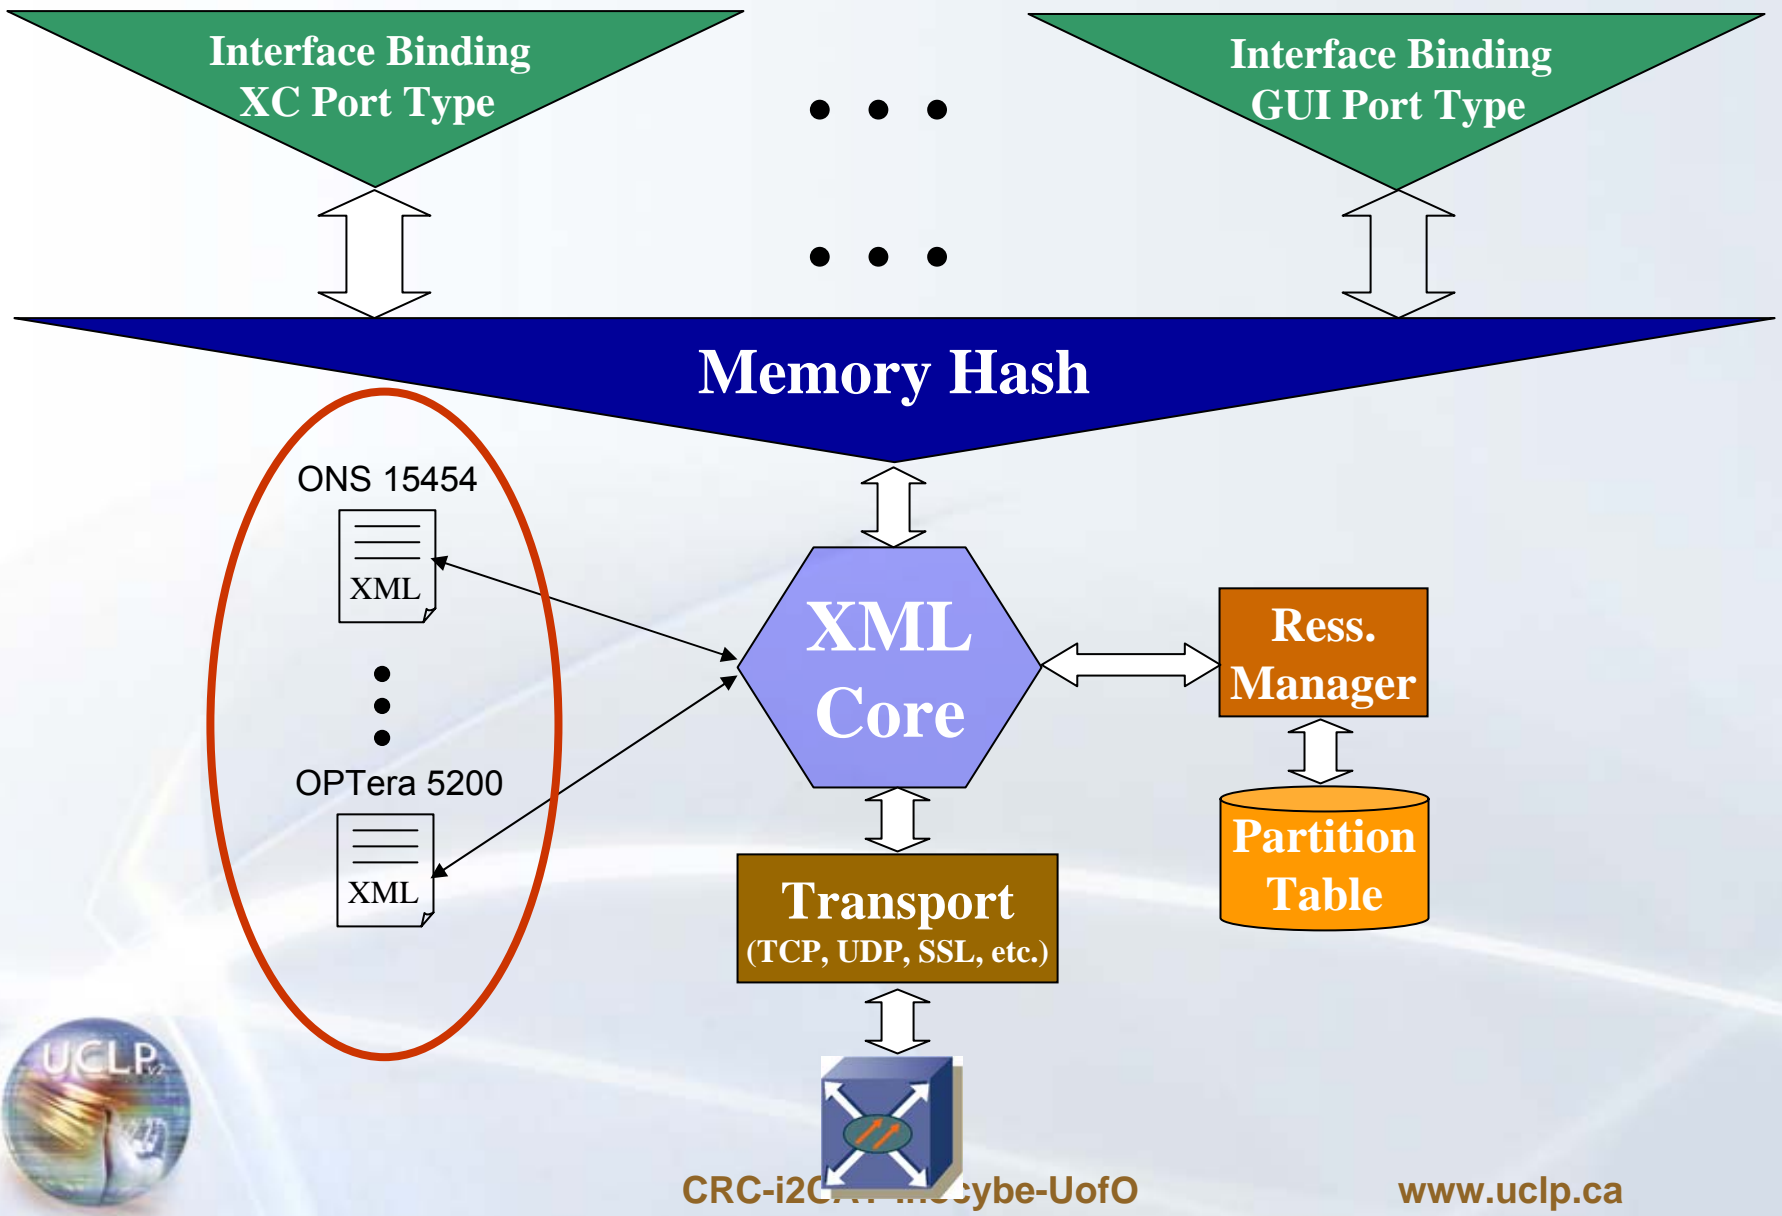 Interface Binding
XC Port Type
Interface Binding
GUI Port Type
Memory Hash
ONS 15454
XML
OPTera 5200
XML
XML
Core
Ress.
Manager
Partition
Table
Transport
(TCP, UDP, SSL, etc.)
UCLP v2
www.uclp.ca